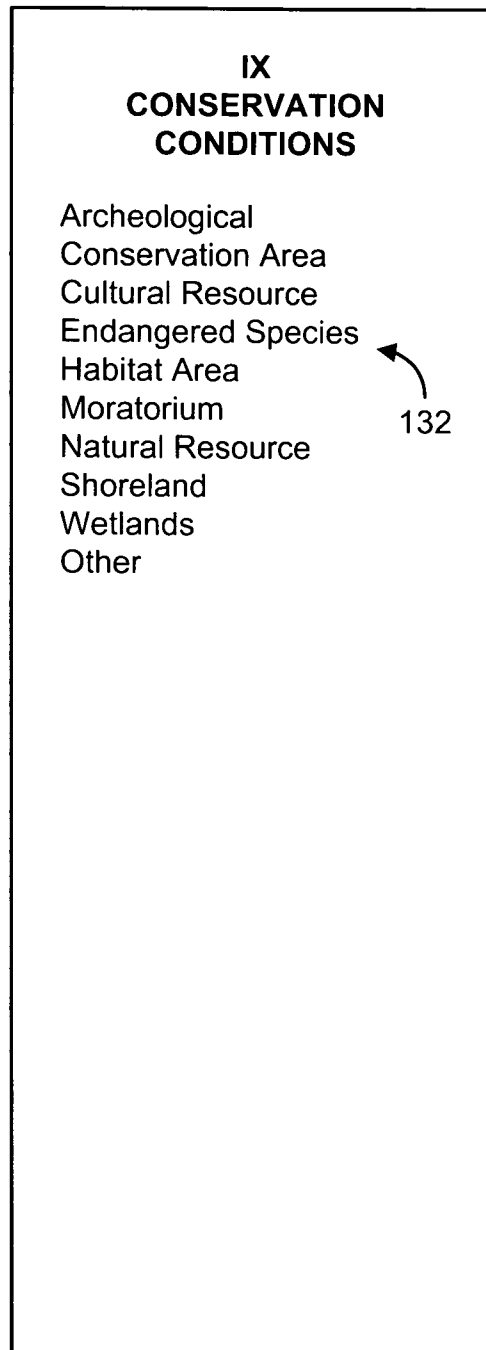 IX
CONSERVATION
CONDITIONS
Archeological
Conservation Area
Cultural Resource
Endangered Species
Habitat Area
Moratorium
132
Natural Resource
Shoreland
Wetlands
Other